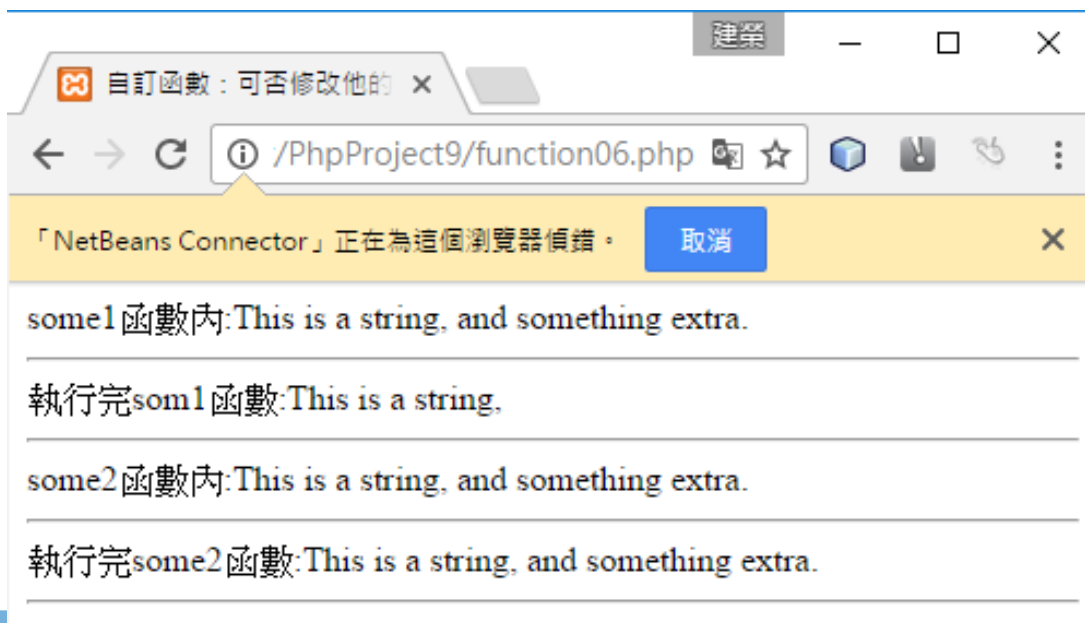 建榮
自訂函數：可否修改他的
/PhpProject9/function06.php
「NetBeans Connector」正在為這個瀏覽器偵錯。
取消
some1函數內:This is a string, and something extra.
執行完som1函數:This is a string,
some2函數內:This is a string, and something extra.
執行完some2函數:This is a string, and something extra.